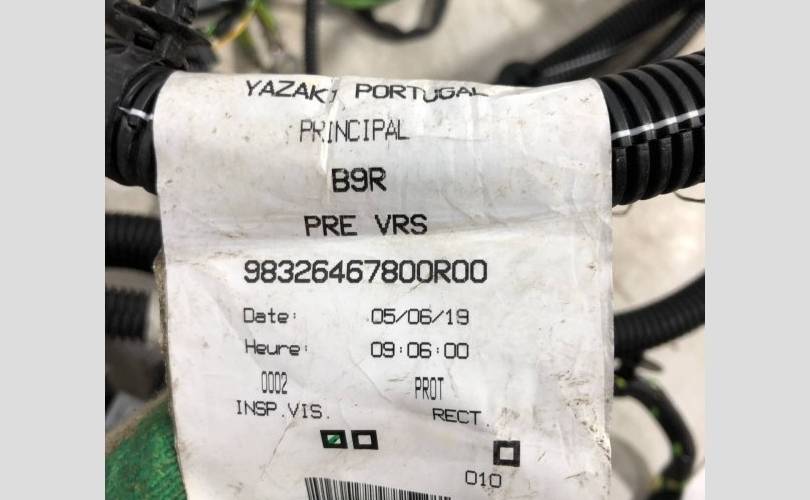 YAZAKI PORTUGAL
PRINCIPAL
B9R
PRE VRS
98326467800R00
Date: 05/06/19
Heure: 09:06:00
0002 PROT
INSP.VIS. RECT.
010